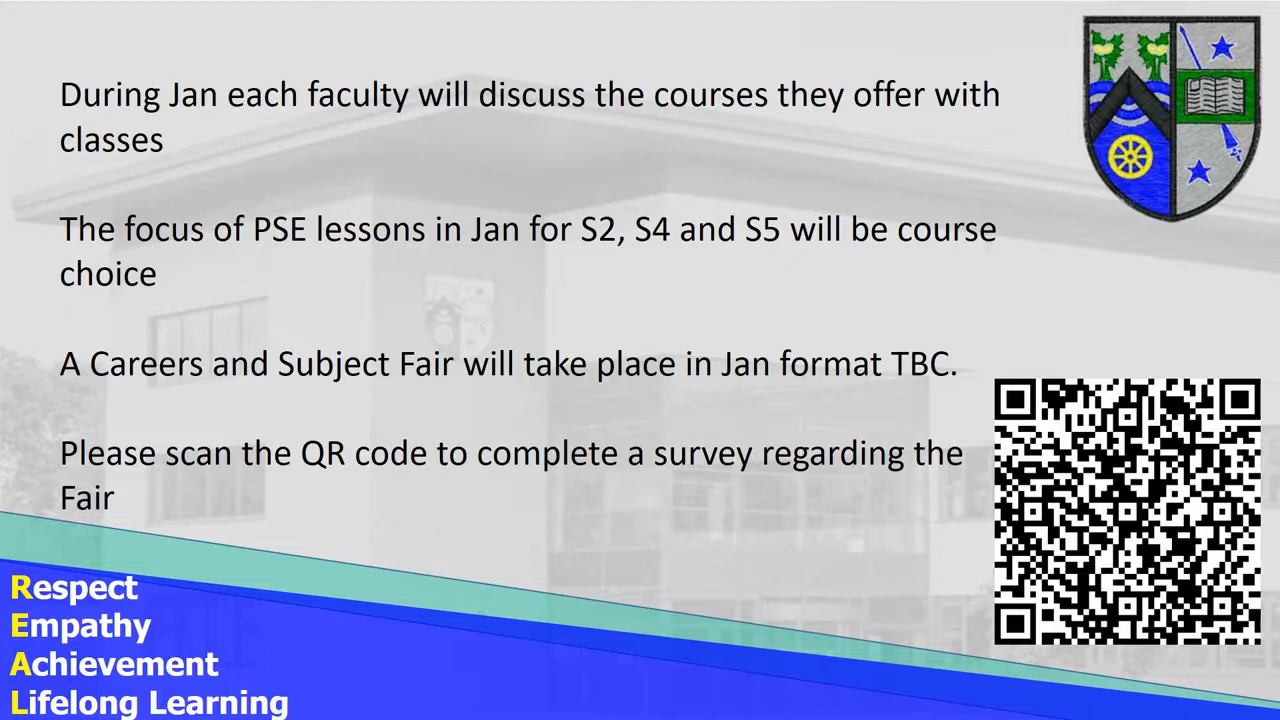 During Jan each faculty will discuss the courses they offer with
classes
The focus of PSE lessons in Jan for S2, S4 and S5 will be course
choice
A Careers and Subject Fair will take place in Jan format TBC.
Please scan the QR code to complete a survey regarding the
Fair
Respect
Empathy
Achievement
Lifelong Learning